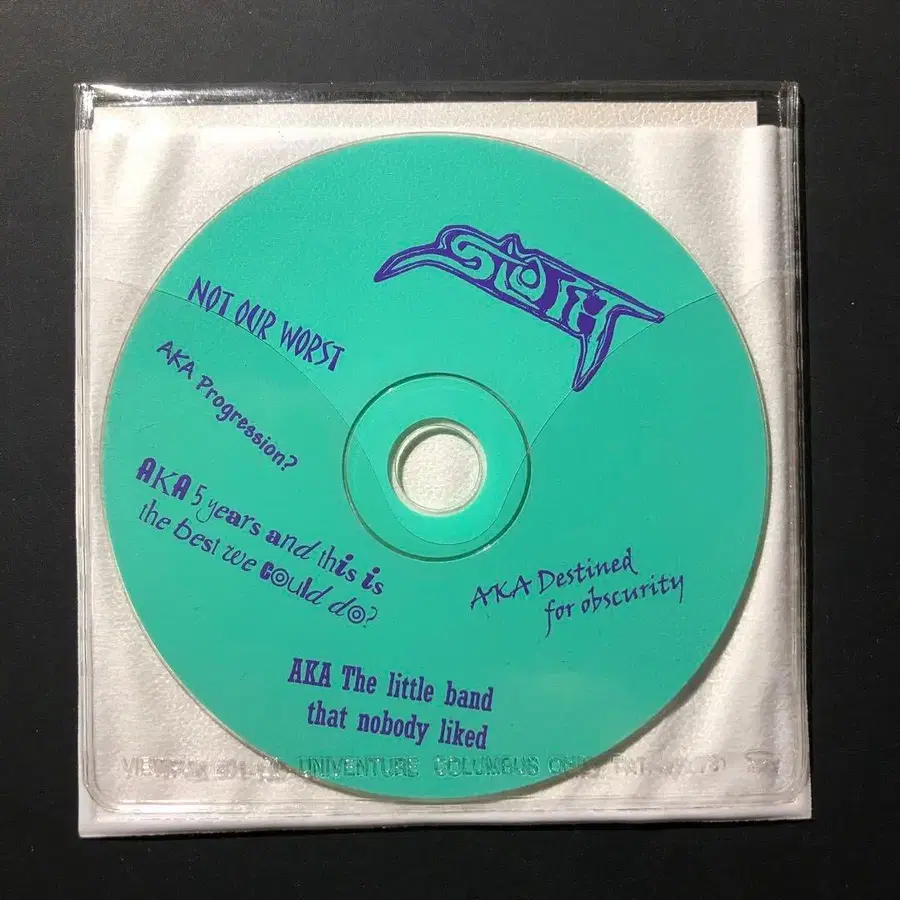 SLOTH
NOT OUR WORST
AKA Progression?
AKA 5 years and this is
the best we could do?
AKA Destined
for obscurity
AKA The little band
that nobody liked
UNIVENTURE COLUMBUS